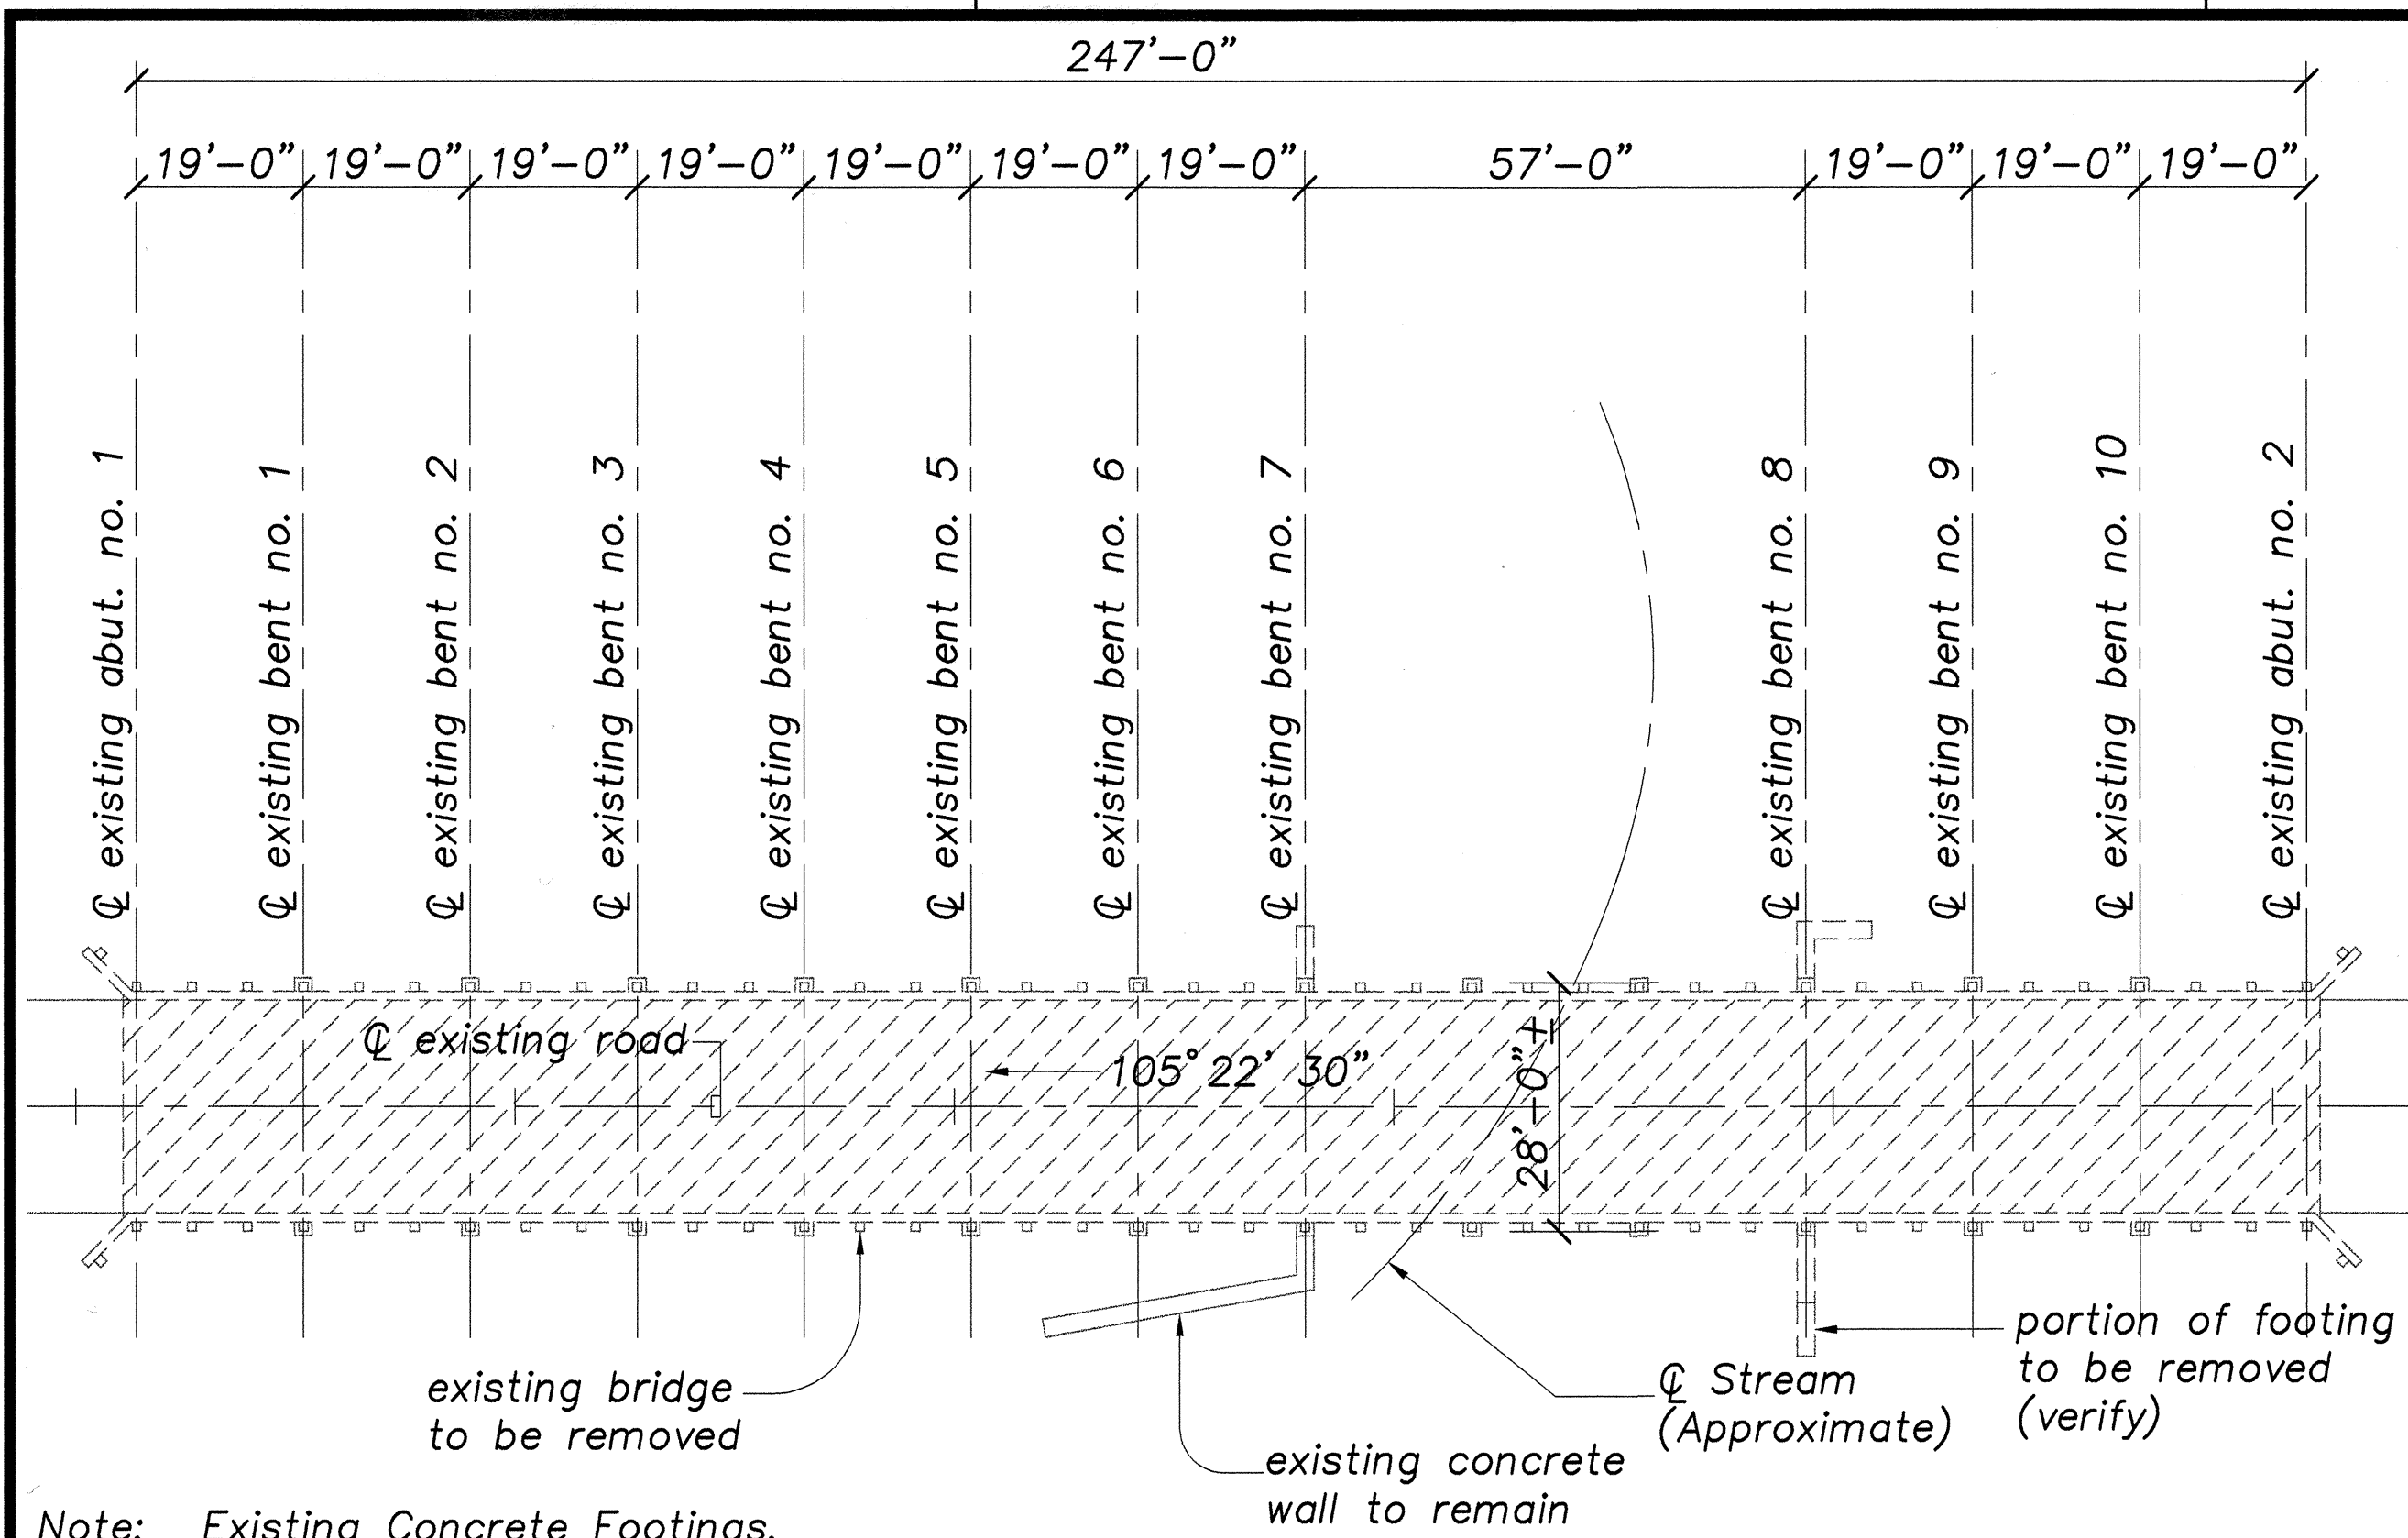 247'-0"
19'-0" 19'-0" 19'-0" 19'-0" 19'-0" 19'-0" 19'-0" 57'-0" 19'-0" 19'-0" 19'-0"
℄ existing abut. no. 1
℄ existing bent no. 1
℄ existing bent no. 2
℄ existing bent no. 3
℄ existing bent no. 4
℄ existing bent no. 5
℄ existing bent no. 6
℄ existing bent no. 7
℄ existing bent no. 8
℄ existing bent no. 9
℄ existing bent no. 10
℄ existing abut. no. 2
℄ existing road
105° 22' 30"
28'-0"±
existing bridge
to be removed
existing concrete
wall to remain
℄ Stream
(Approximate)
portion of footing
to be removed
(verify)
Note: Existing Concrete Footings.